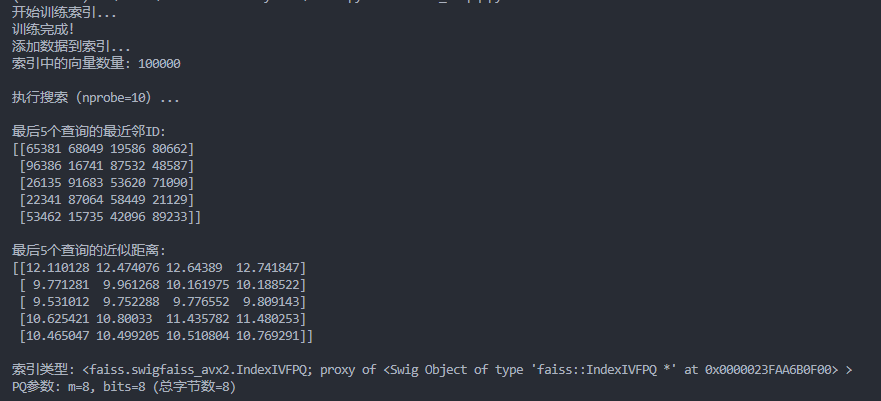 开始训练索引...
训练完成!
添加数据到索引...
索引中的向量数量: 100000
执行搜索 (nprobe=10) ...
最后5个查询的最近邻ID:
[[65381 68049 19586 80662]
[96386 16741 87532 48587]
[26135 91683 53620 71090]
[22341 87064 58449 21129]
[53462 15735 42096 89233]]
最后5个查询的近似距离:
[[12.110128 12.474076 12.64389  12.741847]
[ 9.771281  9.961268 10.161975 10.188522]
[ 9.531012  9.752288  9.776552  9.809143]
[10.625421 10.80033  11.435782 11.480253]
[10.465047 10.499205 10.510804 10.769291]]
索引类型: <faiss.swigfaiss_avx2.IndexIVFPQ; proxy of <Swig Object of type 'faiss::IndexIVFPQ *' at 0x0000023FAA6B0F00> >
PQ参数: m=8, bits=8 (总字节数=8)